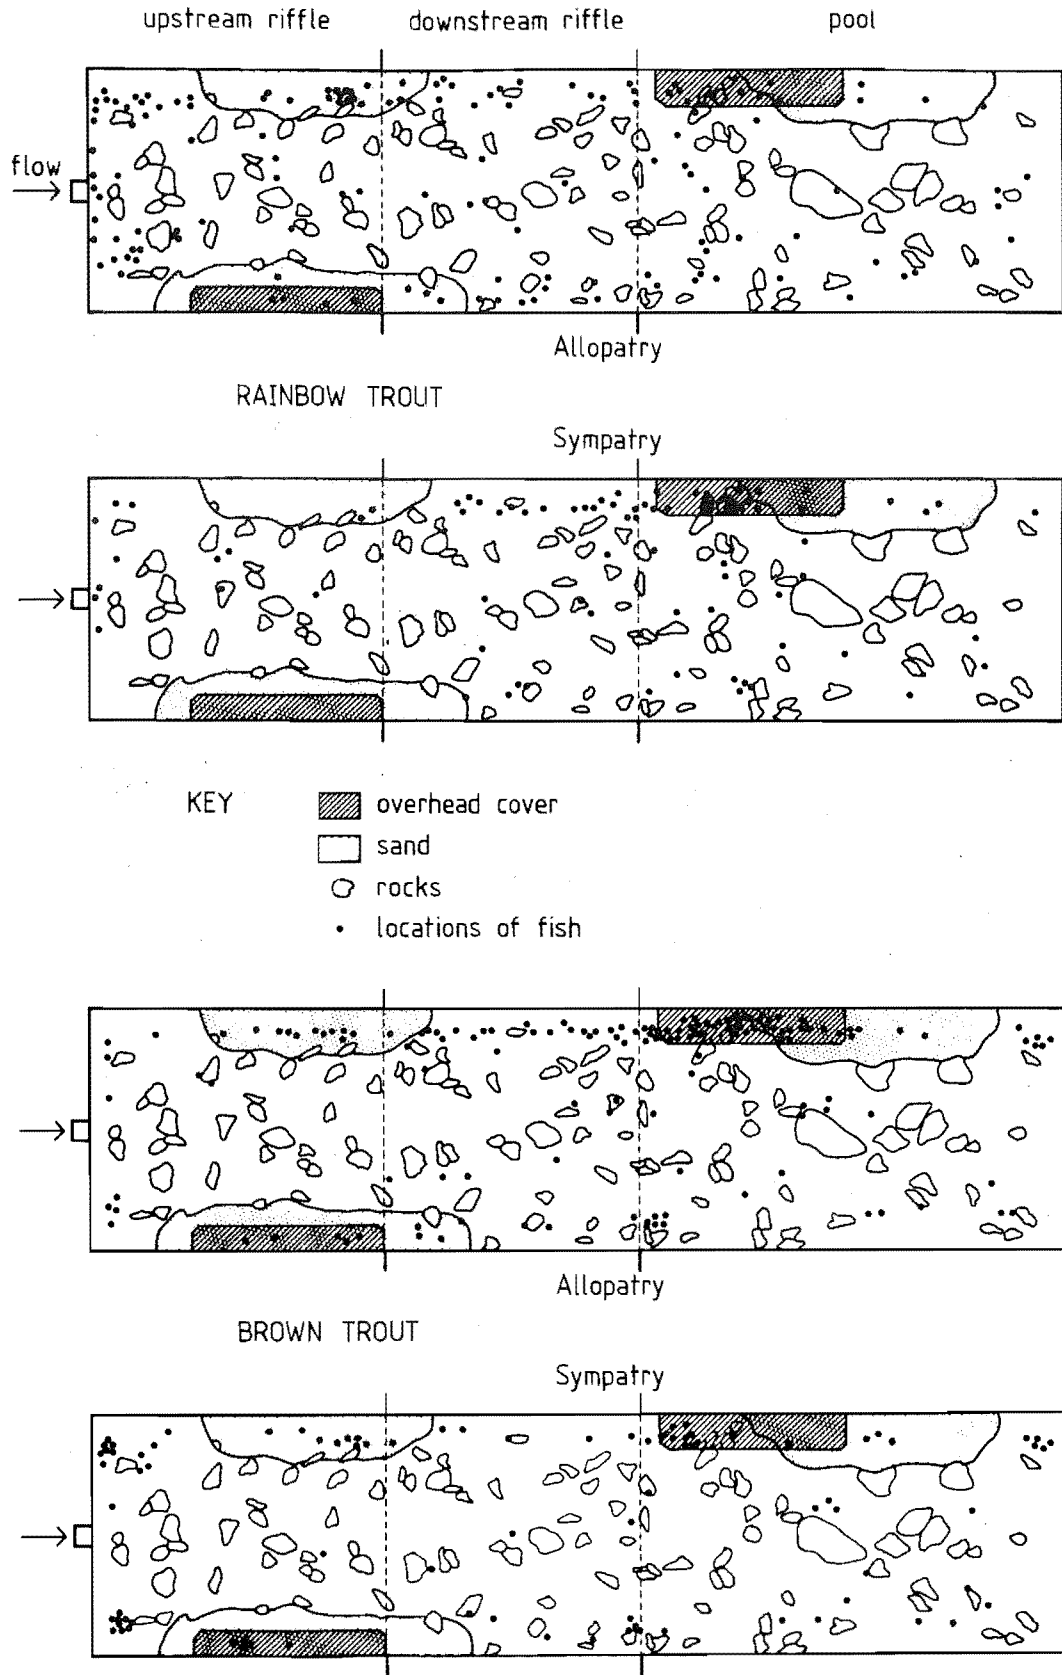 upstream riffle downstream riffle pool
flow
Allopatry
RAINBOW TROUT
Sympatry
KEY overhead cover
sand
rocks
locations of fish
Allopatry
BROWN TROUT
Sympatry